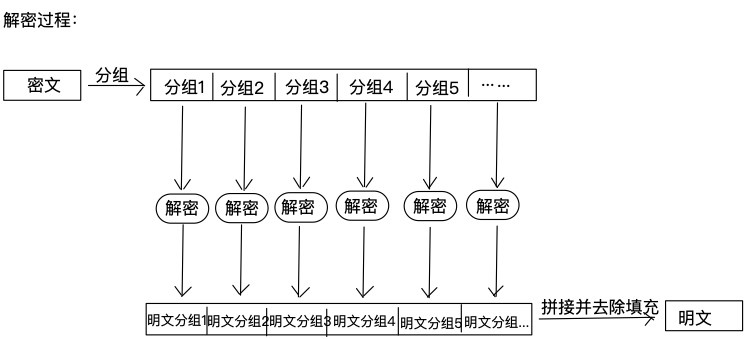 解密过程：
密文 分组 分组1 分组2 分组3 分组4 分组5 ……
解密 解密 解密 解密 解密 解密
明文分组1 明文分组2 明文分组3 明文分组4 明文分组5 明文分组... 拼接并去除填充 明文